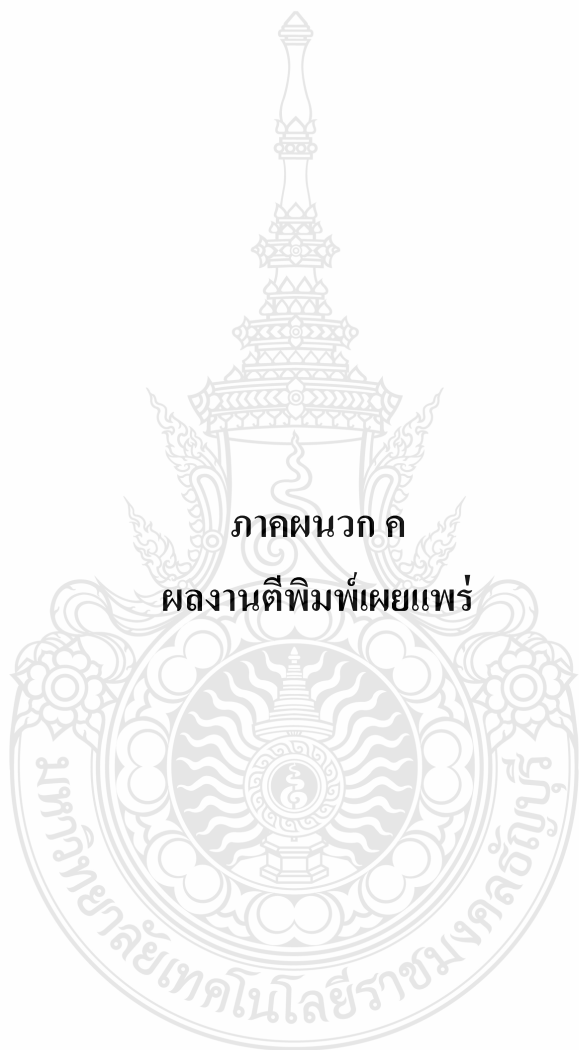 ภาคผนวก ค
ผลงานตีพิมพ์เผยแพร่
มหาวิทยาลัยเทคโนโลยีราชมงคลธัญบุรี